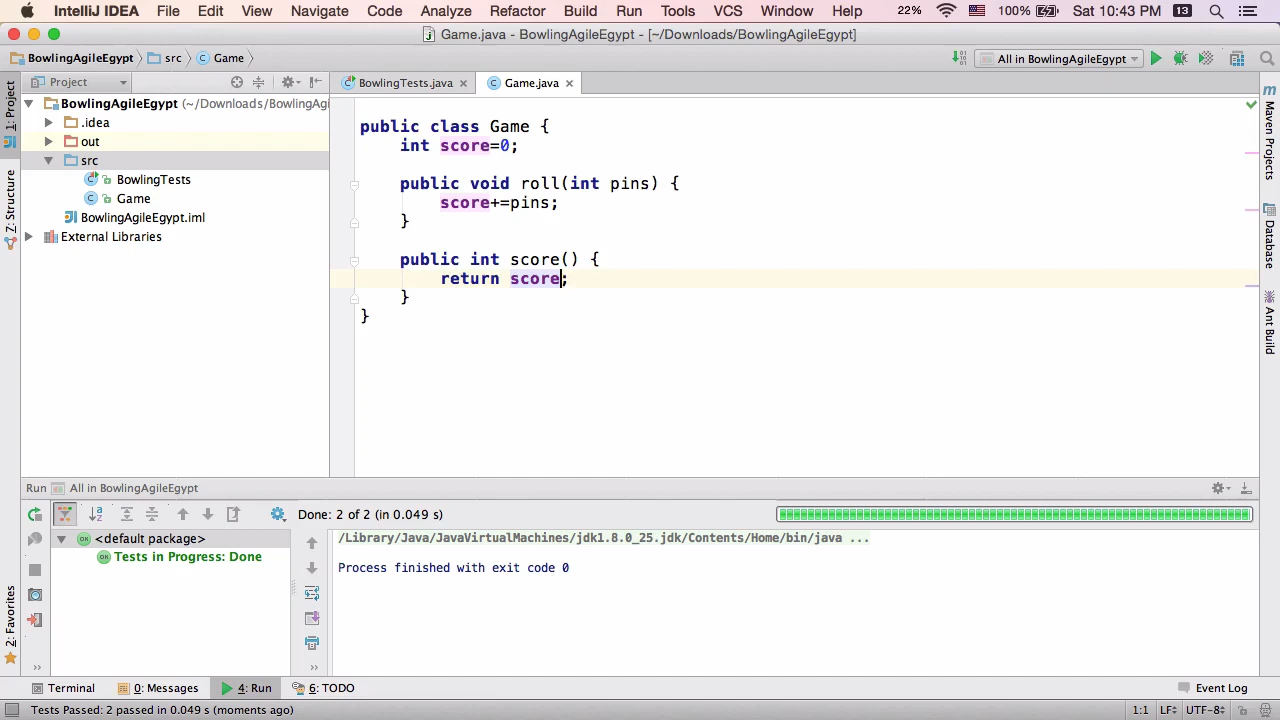 IntelliJ IDEA File Edit View Navigate Code Analyze Refactor Build Run Tools VCS Window Help 22% 100% Sat 10:43 PM 13
Game.java - BowlingAgileEgypt - [~/Downloads/BowlingAgileEgypt]
BowlingAgileEgypt src Game All in BowlingAgileEgypt
Project BowlingTests.java Game.java
1: Project
Z: Structure
2: Favorites
BowlingAgileEgypt (~/Downloads/BowlingAgi
.idea
out
src
BowlingTests
Game
BowlingAgileEgypt.iml
External Libraries
public class Game {
int score=0;
public void roll(int pins) {
score+=pins;
}
public int score() {
return score;
}
}
Maven Projects
Database
Ant Build
Run All in BowlingAgileEgypt
Done: 2 of 2 (in 0.049 s)
<default package>
Tests in Progress: Done
/Library/Java/JavaVirtualMachines/jdk1.8.0_25.jdk/Contents/Home/bin/java ...
Process finished with exit code 0
Terminal 0: Messages 4: Run 6: TODO Event Log
Tests Passed: 2 passed in 0.049 s (moments ago) 1:1 LF UTF-8